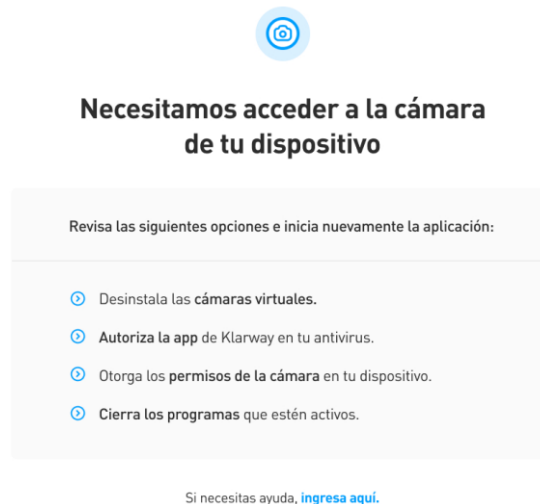 Necesitamos acceder a la cámara
de tu dispositivo
Revisa las siguientes opciones e inicia nuevamente la aplicación:
Desinstala las cámaras virtuales.
Autoriza la app de Klarway en tu antivirus.
Otorga los permisos de la cámara en tu dispositivo.
Cierra los programas que estén activos.
Si necesitas ayuda, ingresa aquí.